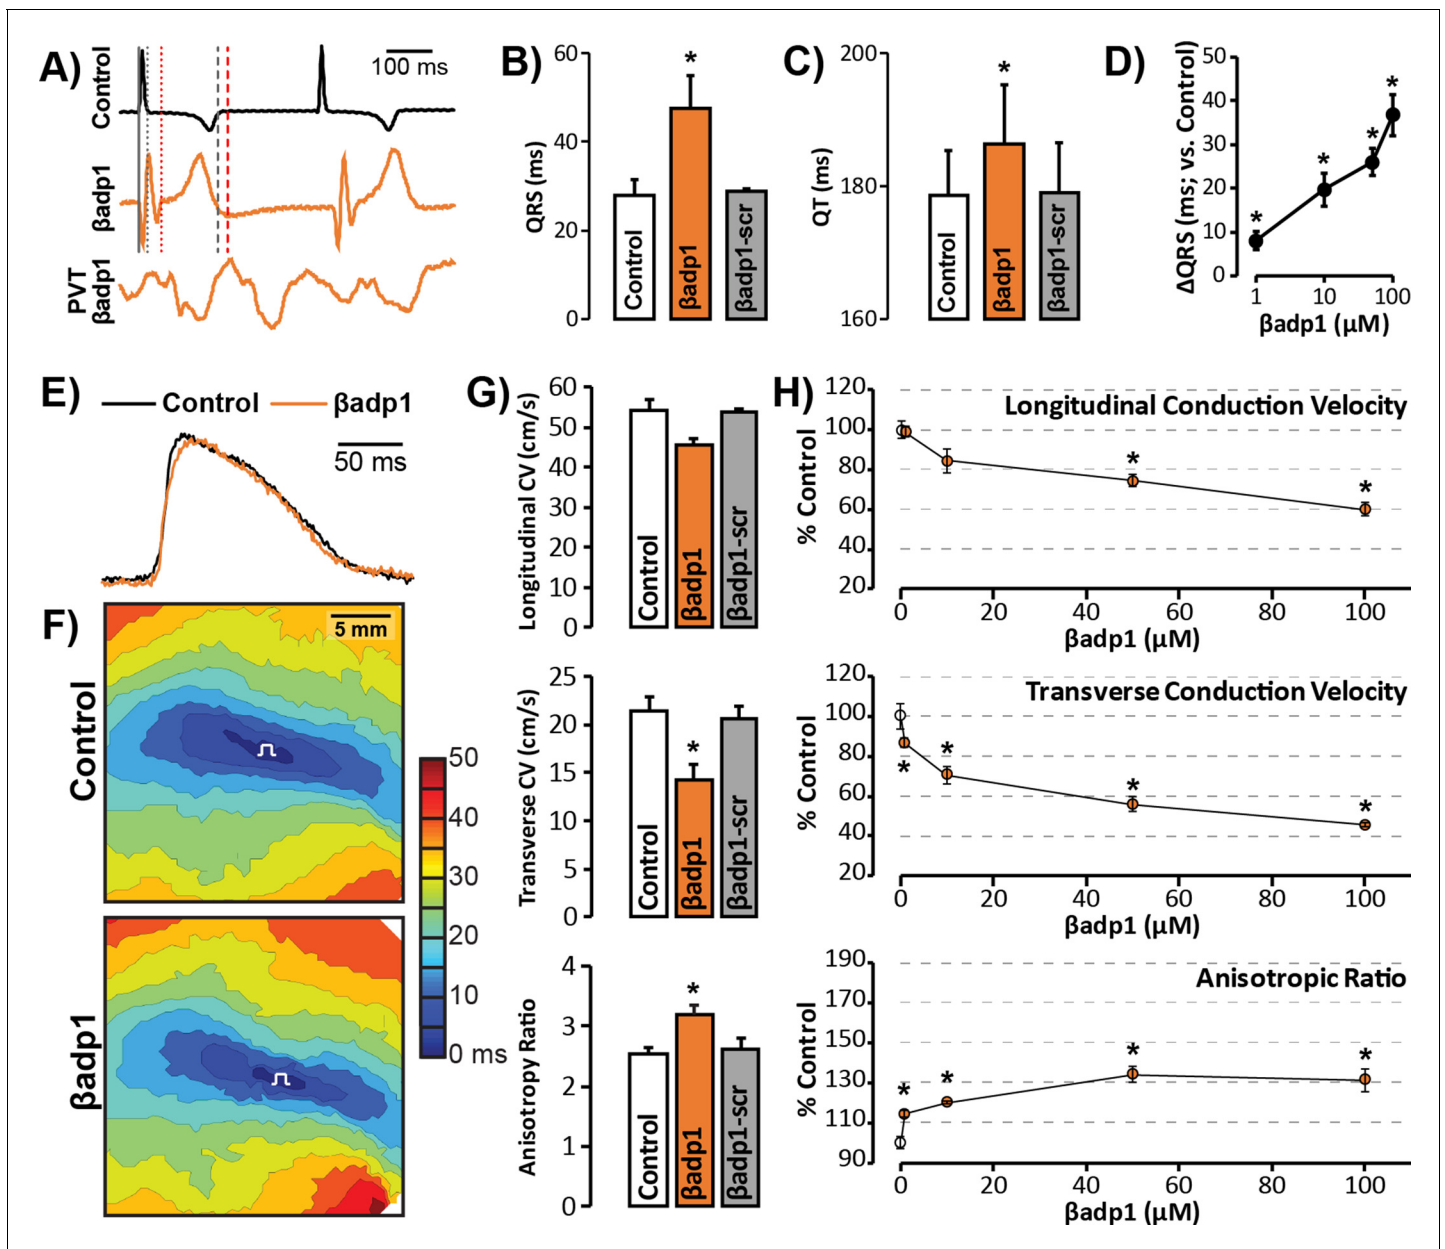 A)
Control
100 ms
βadp1
PVT
βadp1
B)
QRS (ms)
60
40
20
0
*
Control
βadp1
βadp1-scr
C)
QT (ms)
200
180
160
*
Control
βadp1
βadp1-scr
D)
ΔQRS (ms; vs. Control)
50
40
30
20
10
0
*
*
*
*
1
10
100
βadp1 (μM)
E)
Control
βadp1
50 ms
F)
Control
5 mm
βadp1
50
40
30
20
10
0 ms
G)
Longitudinal CV (cm/s)
60
50
40
30
20
10
0
Control
βadp1
βadp1-scr
Transverse CV (cm/s)
25
20
15
10
5
0
*
Control
βadp1
βadp1-scr
Anisotropy Ratio
4
3
2
1
0
*
Control
βadp1
βadp1-scr
H)
Longitudinal Conduction Velocity
% Control
120
100
80
60
40
20
*
*
0
20
40
60
80
100
βadp1 (μM)
Transverse Conduction Velocity
% Control
120
100
80
60
40
20
*
*
*
*
0
20
40
60
80
100
βadp1 (μM)
Anisotropic Ratio
% Control
190
170
150
130
110
90
*
*
*
*
0
20
40
60
80
100
βadp1 (μM)